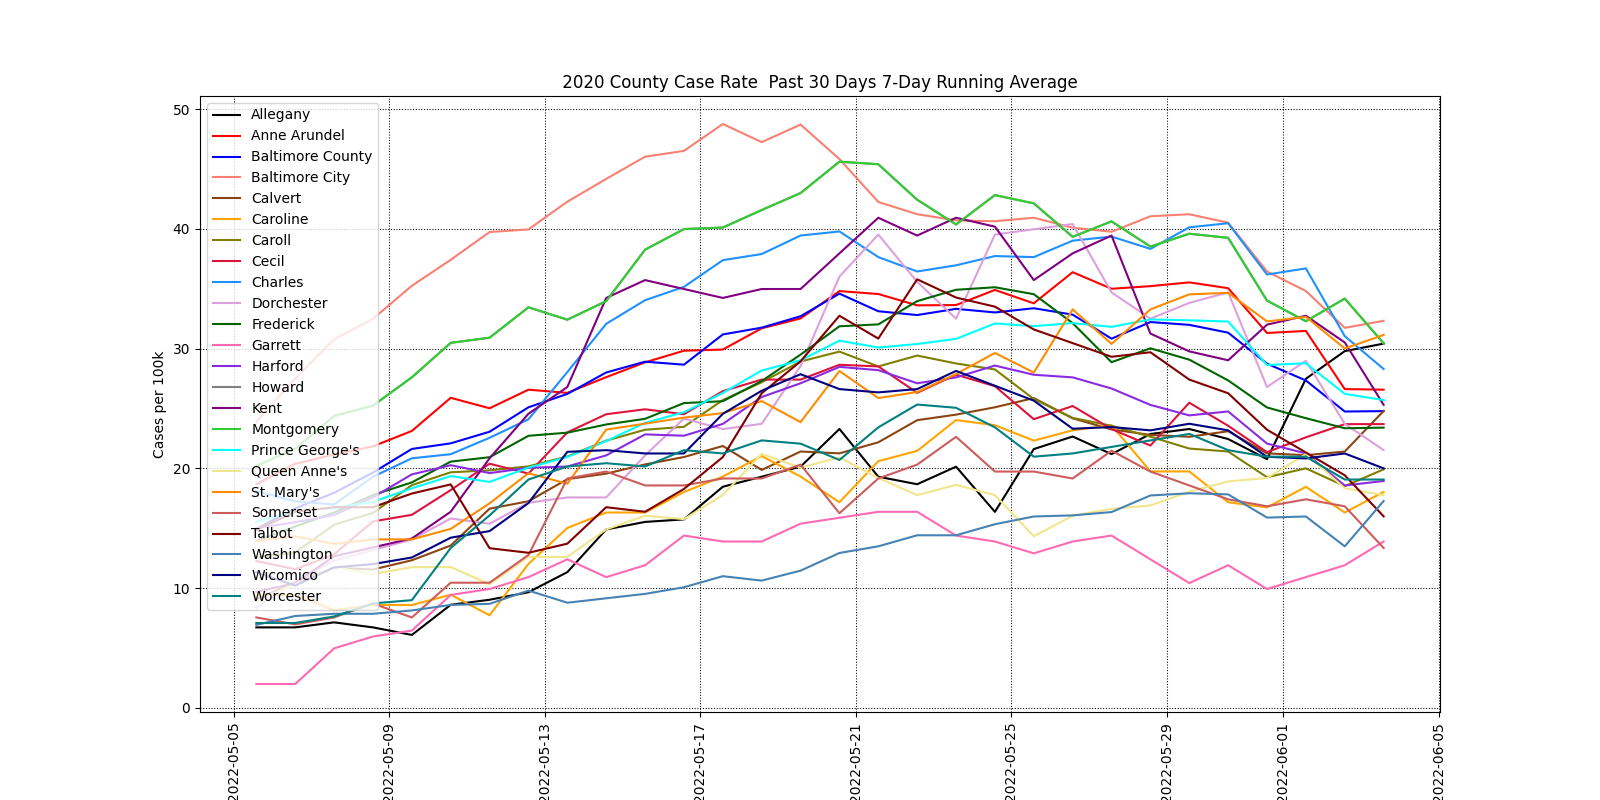 2020 County Case Rate  Past 30 Days 7-Day Running Average
Cases per 100k
50
40
30
20
10
0
Allegany
Anne Arundel
Baltimore County
Baltimore City
Calvert
Caroline
Caroll
Cecil
Charles
Dorchester
Frederick
Garrett
Harford
Howard
Kent
Montgomery
Prince George's
Queen Anne's
St. Mary's
Somerset
Talbot
Washington
Wicomico
Worcester
2022-05-05
2022-05-09
2022-05-13
2022-05-17
2022-05-21
2022-05-25
2022-05-29
2022-06-01
2022-06-05